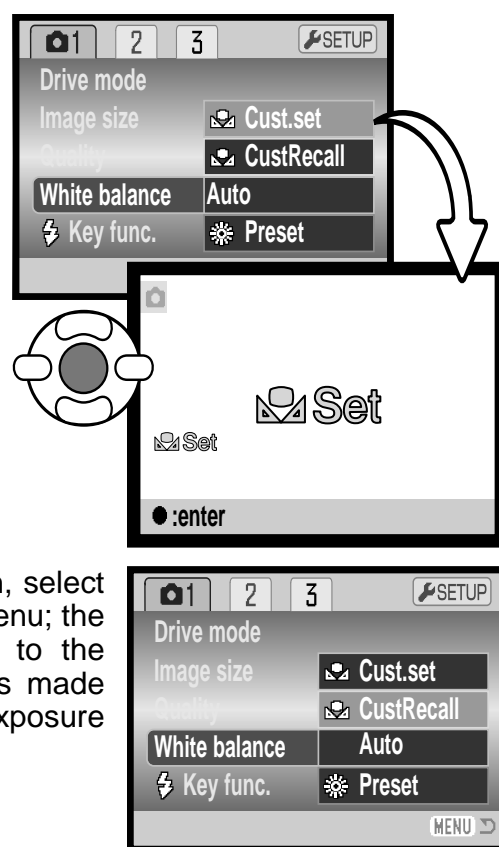 1 2 3 SETUP
Drive mode
Image size Cust.set
Quality CustRecall
White balance Auto
Key func. Preset
Set
Set
:enter
, select
enu; the
to the
s made
xposure
1 2 3 SETUP
Drive mode
Image size Cust.set
Quality CustRecall
White balance Auto
Key func. Preset
MENU